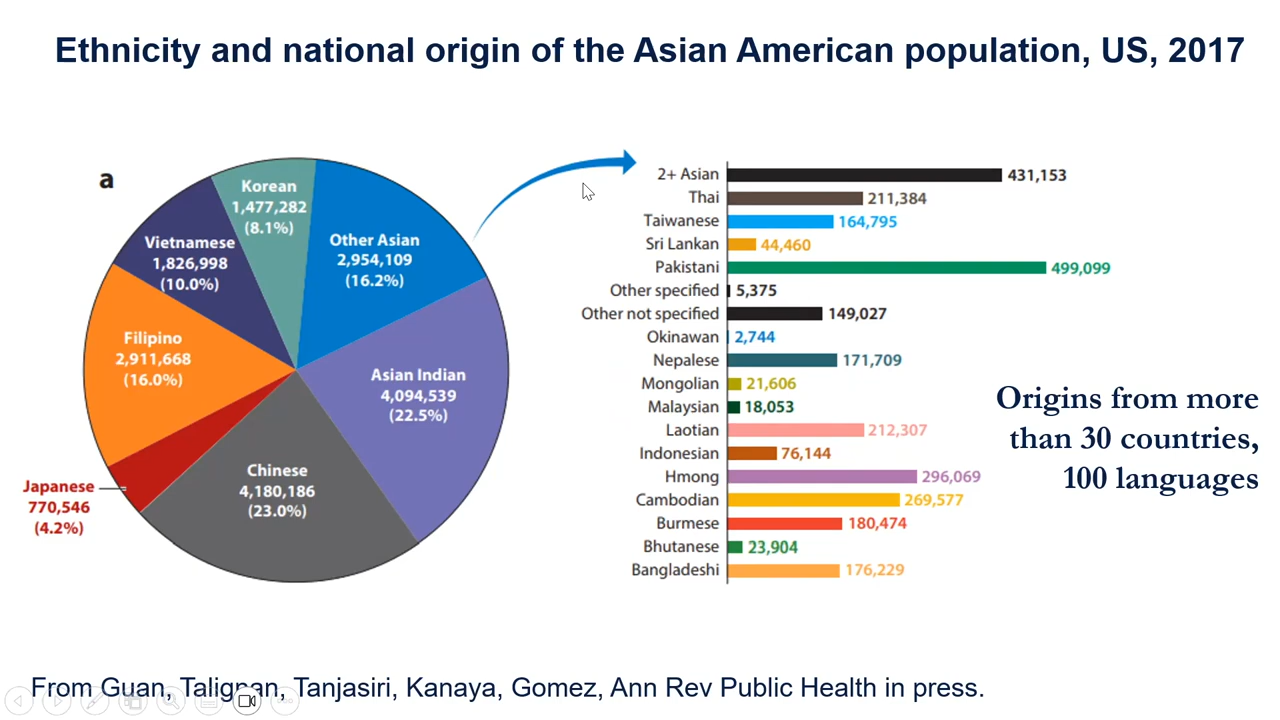 Ethnicity and national origin of the Asian American population, US, 2017
a
Korean
1,477,282
(8.1%)
Other Asian
2,954,109
(16.2%)
Vietnamese
1,826,998
(10.0%)
Filipino
2,911,668
(16.0%)
Asian Indian
4,094,539
(22.5%)
Chinese
4,180,186
(23.0%)
Japanese
770,546
(4.2%)
2+ Asian 431,153
Thai 211,384
Taiwanese 164,795
Sri Lankan 44,460
Pakistani 499,099
Other specified 5,375
Other not specified 149,027
Okinawan 2,744
Nepalese 171,709
Mongolian 21,606
Malaysian 18,053
Laotian 212,307
Indonesian 76,144
Hmong 296,069
Cambodian 269,577
Burmese 180,474
Bhutanese 23,904
Bangladeshi 176,229
Origins from more
than 30 countries,
100 languages
From Guan, Talignan, Tanjasiri, Kanaya, Gomez, Ann Rev Public Health in press.